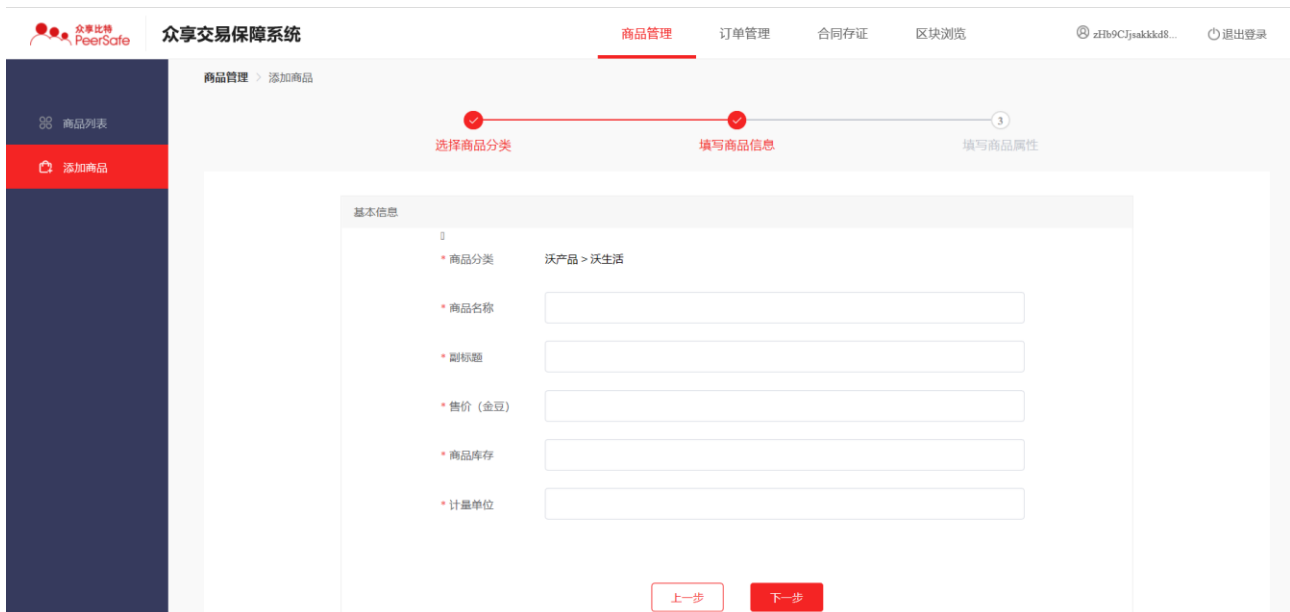 众享比特
PeerSafe
众享交易保障系统
商品管理
订单管理
合同存证
区块浏览
zHb9CJjsakkkd8...
退出登录
商品列表
添加商品
商品管理 > 添加商品
3
选择商品分类
填写商品信息
填写商品属性
基本信息
* 商品分类 沃产品 > 沃生活
* 商品名称
* 副标题
* 售价（金豆）
* 商品库存
* 计量单位
上一步
下一步